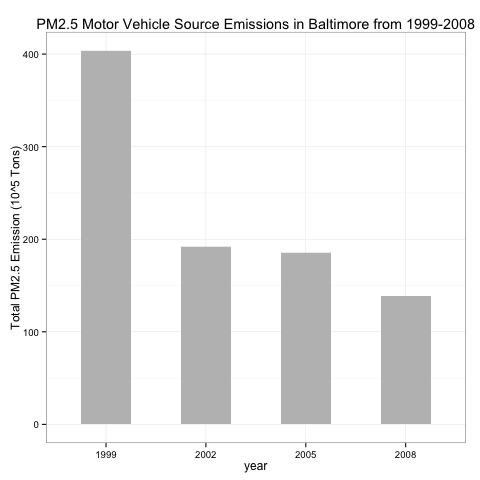 PM2.5 Motor Vehicle Source Emissions in Baltimore from 1999-2008
Total PM2.5 Emission (10^5 Tons)
400
300
200
100
0
1999 2002 2005 2008
year